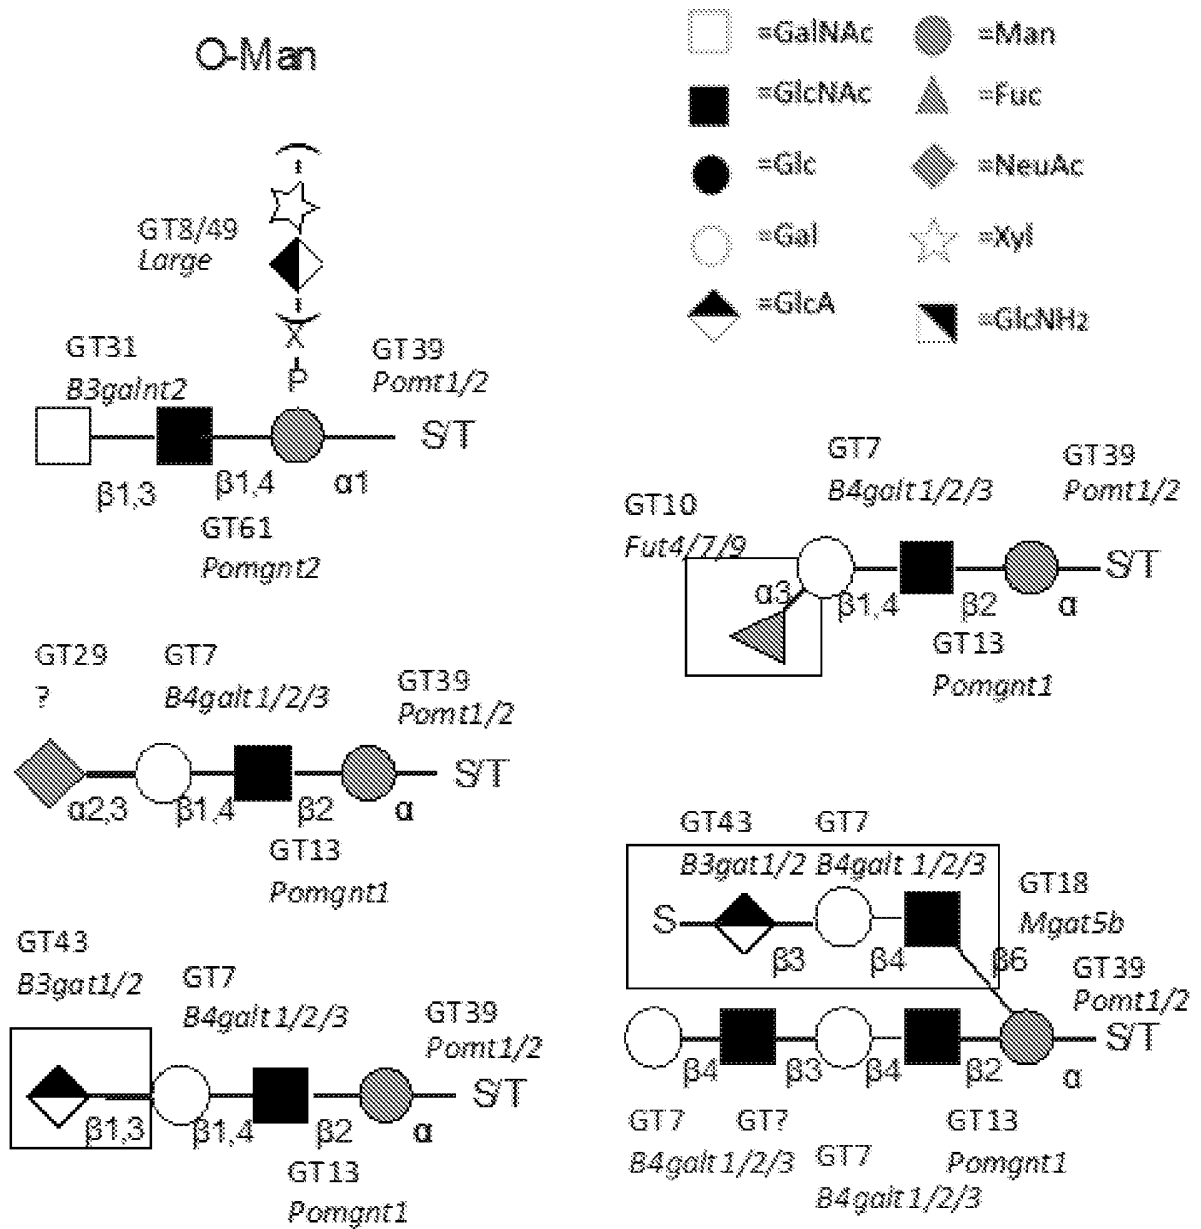 O-Man
=GalNAc
=Man
=GlcNAc
=Fuc
=Glc
=NeuAc
=Gal
=Xyl
=GlcA
=GlcNH2
GT8/49
Large
X
P
GT31
B3galnt2
GT39
Pomt1/2
S/T
β1,3
β1,4
α1
GT61
Pomgnt2
GT10
Fut4/7/9
GT7
B4galt1/2/3
GT39
Pomt1/2
S/T
α3
β1,4
β2
α
GT13
Pomgnt1
GT29
?
GT7
B4galt1/2/3
GT39
Pomt1/2
S/T
α2,3
β1,4
β2
α
GT13
Pomgnt1
GT43
B3gat1/2
GT7
B4galt1/2/3
GT39
Pomt1/2
S/T
β1,3
β1,4
β2
α
GT13
Pomgnt1
GT43
B3gat1/2
GT7
B4galt 1/2/3
GT18
Mgat5b
S
β3
β4
β6
GT39
Pomt1/2
S/T
β4
β3
β4
β2
α
GT7
B4galt1/2/3
GT?
GT7
B4galt1/2/3
GT13
Pomgnt1